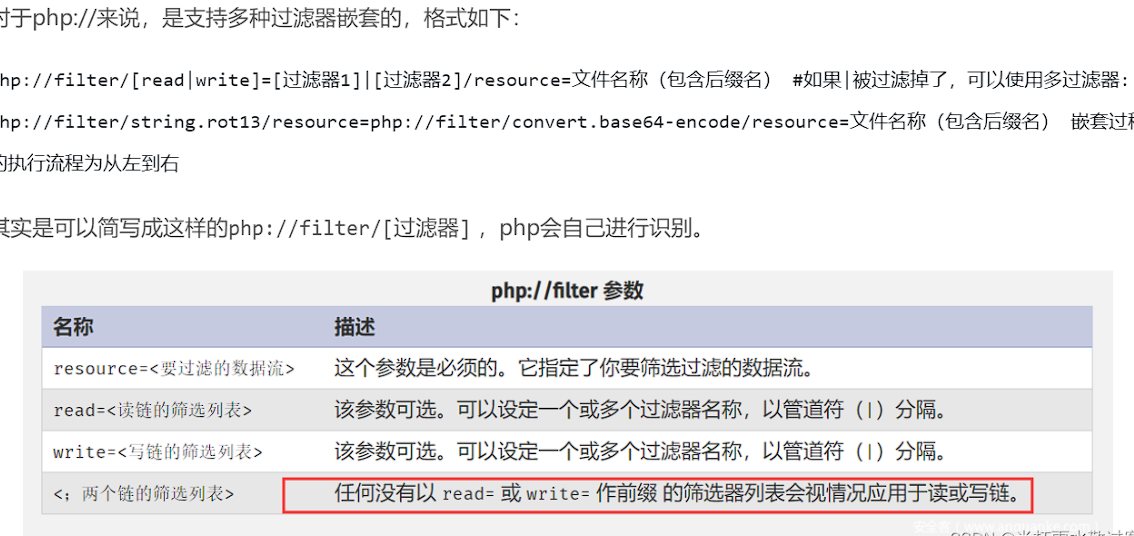 对于php://来说，是支持多种过滤器嵌套的，格式如下：
hp://filter/[read|write]=[过滤器1]|[过滤器2]/resource=文件名称（包含后缀名） #如果|被过滤掉了，可以使用多过滤器：
hp://filter/string.rot13/resource=php://filter/convert.base64-encode/resource=文件名称（包含后缀名） 嵌套过程
的执行流程为从左到右
其实是可以简写成这样的php://filter/[过滤器] ，php会自己进行识别。
php://filter 参数
名称 描述
resource=<要过滤的数据流> 这个参数是必须的。它指定了你要筛选过滤的数据流。
read=<读链的筛选列表> 该参数可选。可以设定一个或多个过滤器名称，以管道符（|）分隔。
write=<写链的筛选列表> 该参数可选。可以设定一个或多个过滤器名称，以管道符（|）分隔。
<；两个链的筛选列表> 任何没有以 read= 或 write= 作前缀 的筛选器列表会视情况应用于读或写链。
安全客（www.anquanke.com）